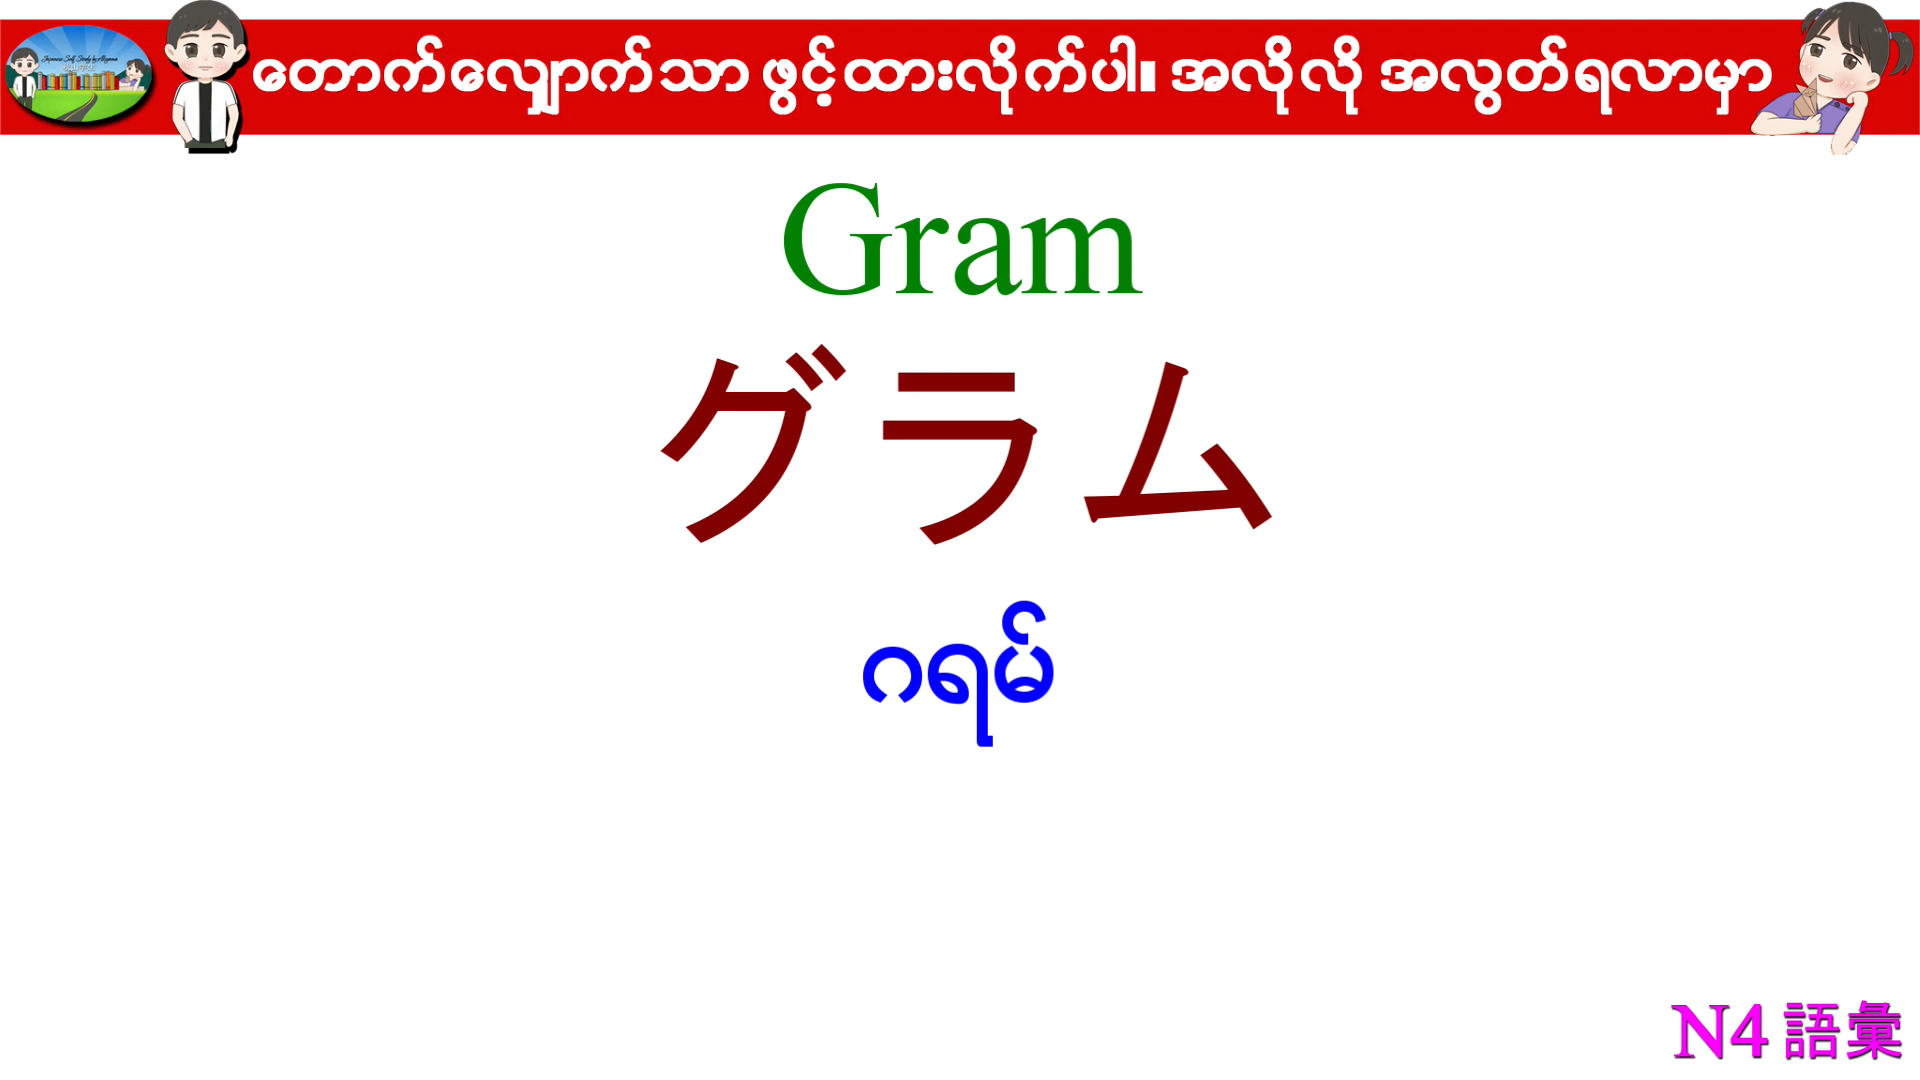 တောက်လျှောက်သာ ဖွင့်ထားလိုက်ပါ။ အလိုလို အလွတ်ရလာမှာ
Gram
グラム
ဂရမ်
N4 語彙